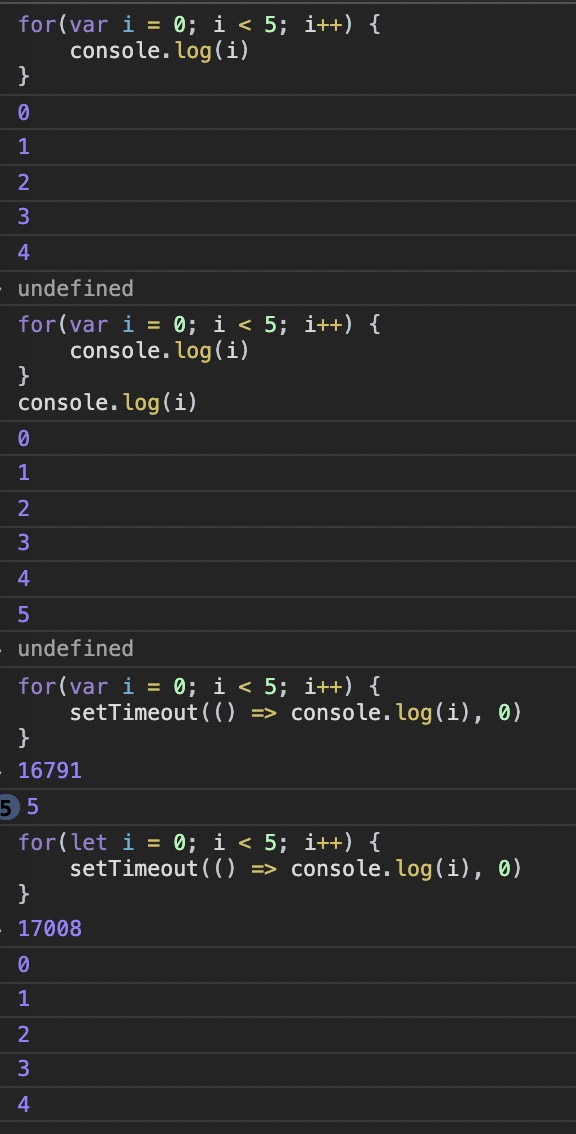 for(var i = 0; i < 5; i++) {
    console.log(i)
}
0
1
2
3
4
undefined
for(var i = 0; i < 5; i++) {
    console.log(i)
}
console.log(i)
0
1
2
3
4
5
undefined
for(var i = 0; i < 5; i++) {
    setTimeout(() => console.log(i), 0)
}
16791
5 5
for(let i = 0; i < 5; i++) {
    setTimeout(() => console.log(i), 0)
}
17008
0
1
2
3
4